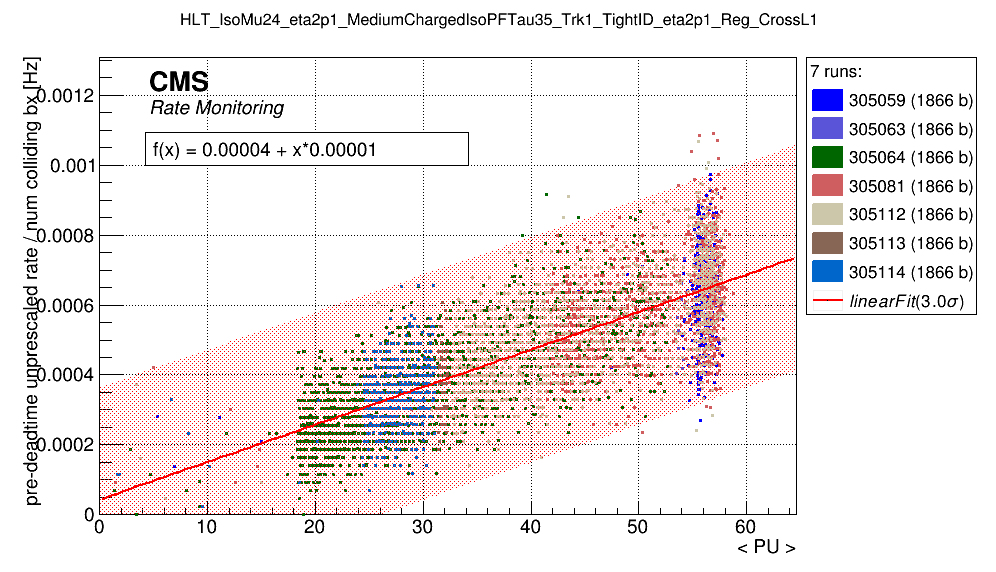 HLT_IsoMu24_eta2p1_MediumChargedIsoPFTau35_Trk1_TightID_eta2p1_Reg_CrossL1
pre-deadtime unprescaled rate / num colliding bx [Hz]
CMS
Rate Monitoring
f(x) = 0.00004 + x*0.00001
0.0012
0.001
0.0008
0.0006
0.0004
0.0002
0
0 10 20 30 40 50 60
< PU >
7 runs:
305059 (1866 b)
305063 (1866 b)
305064 (1866 b)
305081 (1866 b)
305112 (1866 b)
305113 (1866 b)
305114 (1866 b)
linearFit(3.0σ)